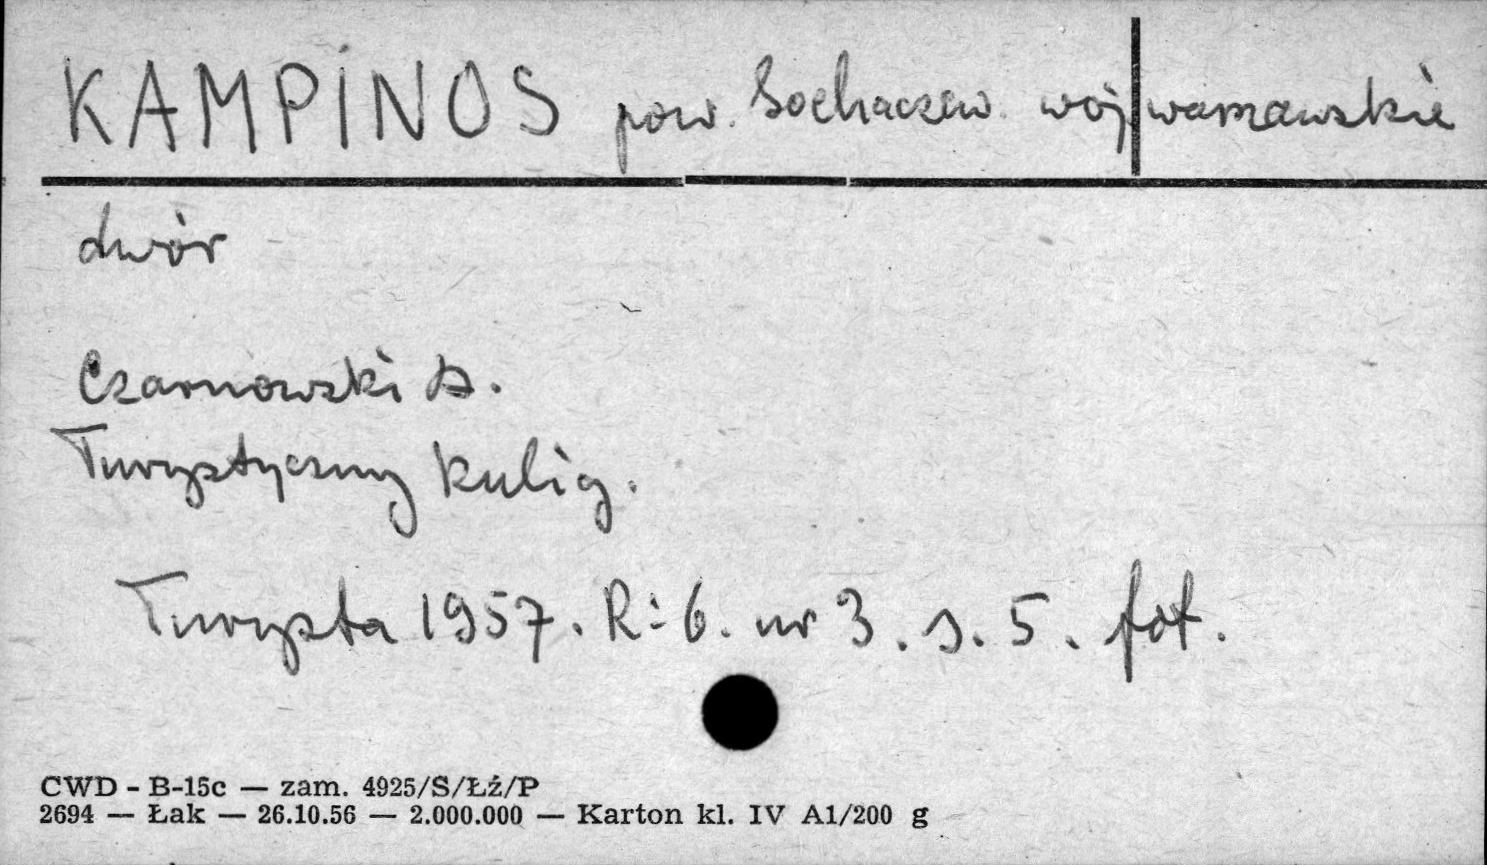 KAMPINOS pow. Sochaczew. woj warszawskie
dwór
Czarnowski D.
Turystyczny kulig.
Turysta 1957. R: 6. nr 3. s. 5. fot.
CWD - B-15c — zam. 4925/S/Łź/P
2694 — Łak — 26.10.56 — 2.000.000 — Karton kl. IV A1/200 g